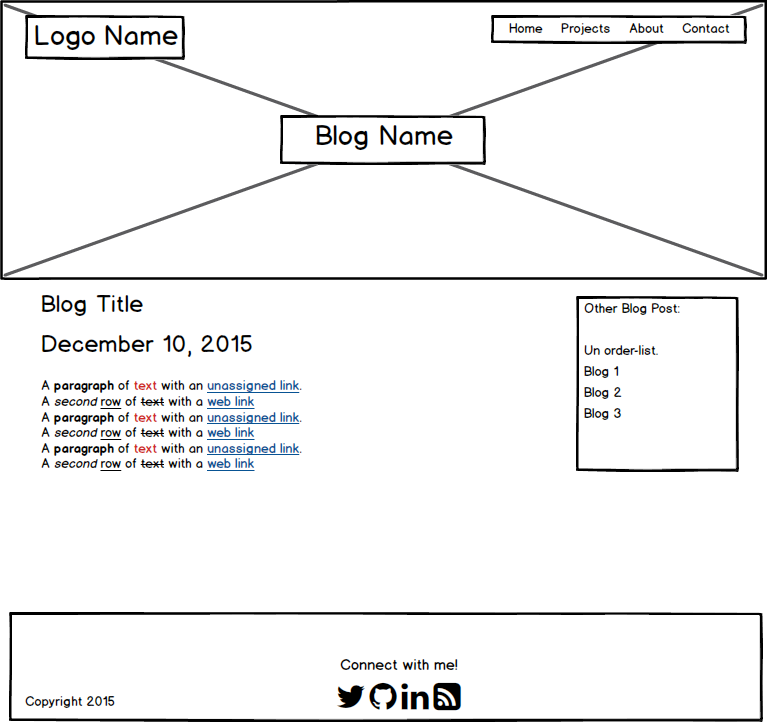 Logo Name
Home Projects About Contact
Blog Name
Blog Title
December 10, 2015
A paragraph of text with an unassigned link.
A second row of text with a web link
A paragraph of text with an unassigned link.
A second row of text with a web link
A paragraph of text with an unassigned link.
A second row of text with a web link
Other Blog Post:
Un order-list.
Blog 1
Blog 2
Blog 3
Connect with me!
in
Copyright 2015